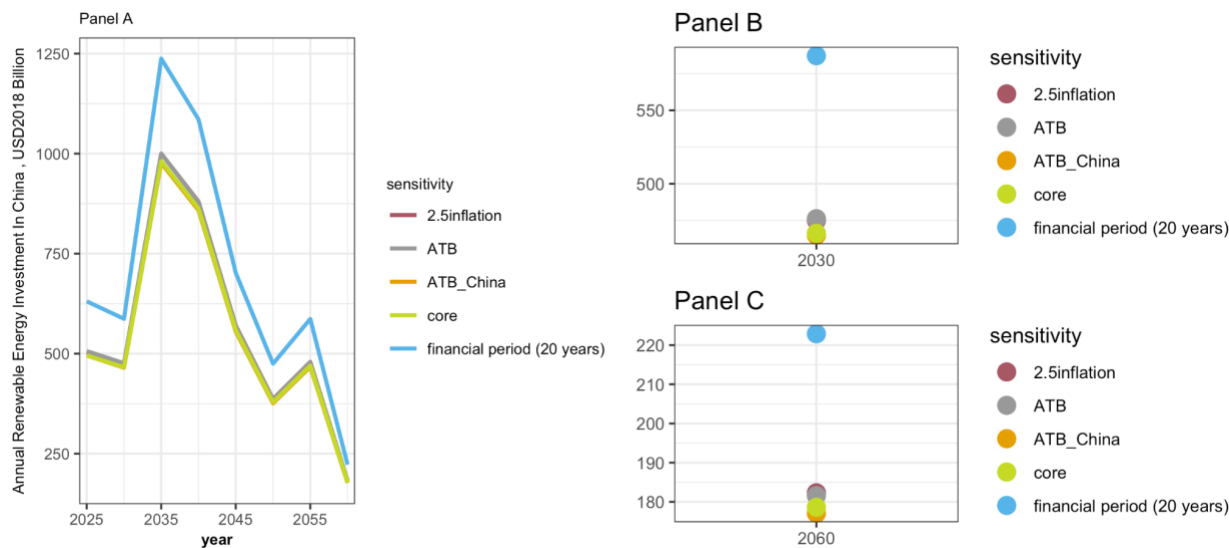 Panel A
Annual Renewable Energy Investment In China , USD2018 Billion
1250
1000
750
500
250
2025
2035
2045
2055
year
sensitivity
2.5inflation
ATB
ATB_China
core
financial period (20 years)
Panel B
550
500
2030
sensitivity
2.5inflation
ATB
ATB_China
core
financial period (20 years)
Panel C
220
210
200
190
180
2060
sensitivity
2.5inflation
ATB
ATB_China
core
financial period (20 years)